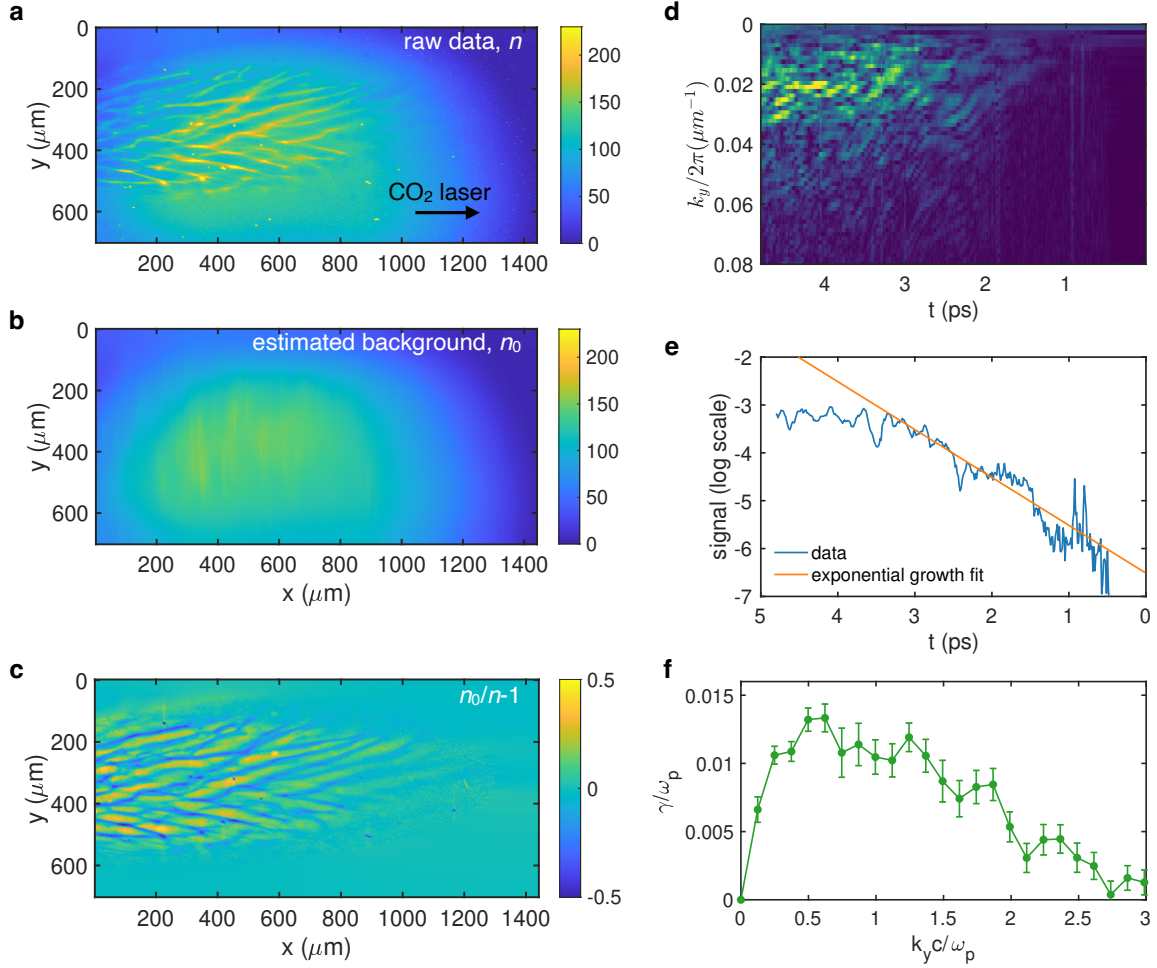 a
raw data, n
CO₂ laser
y (μm)
0
200
400
600
200 400 600 800 1000 1200 1400
200
150
100
50
0
b
estimated background, n₀
y (μm)
0
200
400
600
200 400 600 800 1000 1200 1400
x (μm)
200
150
100
50
0
c
n₀/n-1
y (μm)
0
200
400
600
200 400 600 800 1000 1200 1400
x (μm)
0.5
0
-0.5
d
k_y/2π(μm⁻¹)
0
0.02
0.04
0.06
0.08
4 3 2 1
t (ps)
e
signal (log scale)
-2
-3
-4
-5
-6
-7
data
exponential growth fit
5 4 3 2 1 0
t (ps)
f
γ/ω_p
0.015
0.01
0.005
0
0 0.5 1 1.5 2 2.5 3
k_y c/ω_p